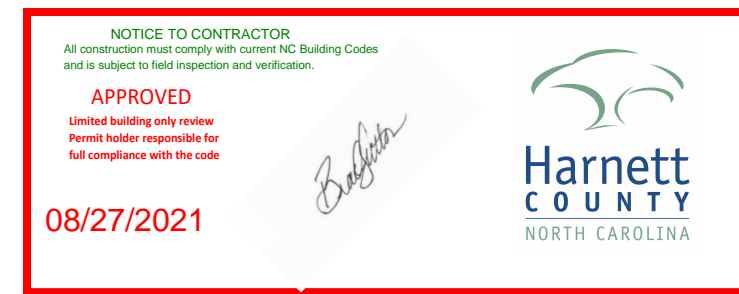 NOTICE TO CONTRACTOR
All construction must comply with current NC Building Codes
and is subject to field inspection and verification.
APPROVED
Limited building only review
Permit holder responsible for
full compliance with the code
08/27/2021
Harnett
COUNTY
NORTH CAROLINA